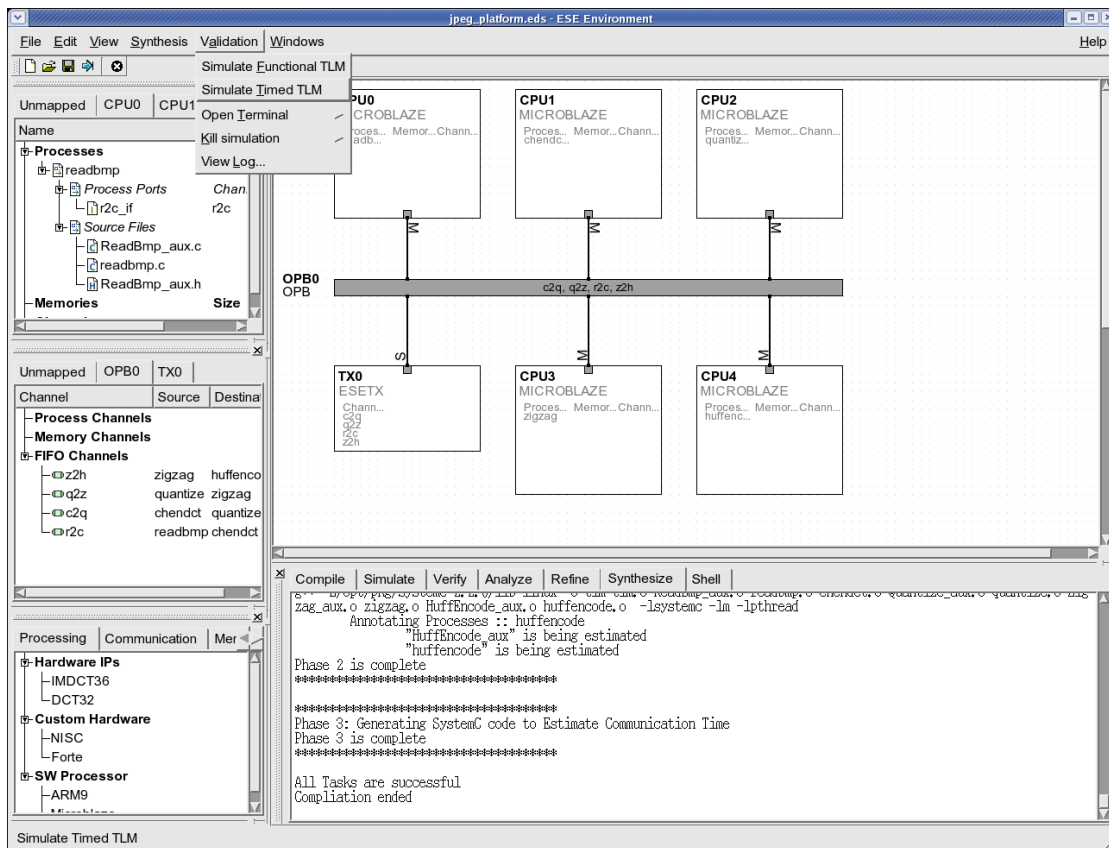 jpeg_platform.eds - ESE Environment
File Edit View Synthesis Validation Windows Help
Simulate Functional TLM
Simulate Timed TLM
Open Terminal
Kill simulation
View Log...
Unmapped CPU0 CPU1
Name
Processes
readbmp
Process Ports Chan.
r2c_if r2c
Source Files
ReadBmp_aux.c
readbmp.c
ReadBmp_aux.h
Memories Size
Unmapped OPB0 TX0
Channel Source Destinat
Process Channels
Memory Channels
FIFO Channels
z2h zigzag huffenco
q2z quantize zigzag
c2q chendct quantize
r2c readbmp chendct
Processing Communication Mer
Hardware IPs
IMDCT36
DCT32
Custom Hardware
NISC
Forte
SW Processor
ARM9
PU0
CROBLAZE
roces... Memor... Chann...
eadb...
CPU1
MICROBLAZE
Proces... Memor... Chann...
chendc...
CPU2
MICROBLAZE
Proces... Memor... Chann...
quantiz...
M M M
OPB0
OPB
c2q, q2z, r2c, z2h
S M M
TX0
ESETX
Chann...
c2q
q2z
r2c
z2h
CPU3
MICROBLAZE
Proces... Memor... Chann...
zigzag
CPU4
MICROBLAZE
Proces... Memor... Chann...
huffenc...
Compile Simulate Verify Analyze Refine Synthesize Shell
zag_aux.o zigzag.o HuffEncode_aux.o huffencode.o -lsystemc -lm -lpthread
Annotating Processes :: huffencode
"HuffEncode_aux" is being estimated
"huffencode" is being estimated
Phase 2 is complete
****************************************
****************************************
Phase 3: Generating SystemC code to Estimate Communication Time
Phase 3 is complete
****************************************
All Tasks are successful
Compliation ended
Simulate Timed TLM